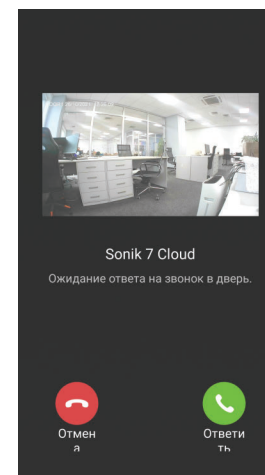 Sonik 7 Cloud
Ожидание ответа на звонок в дверь.
Отмен
а
Ответи
ть